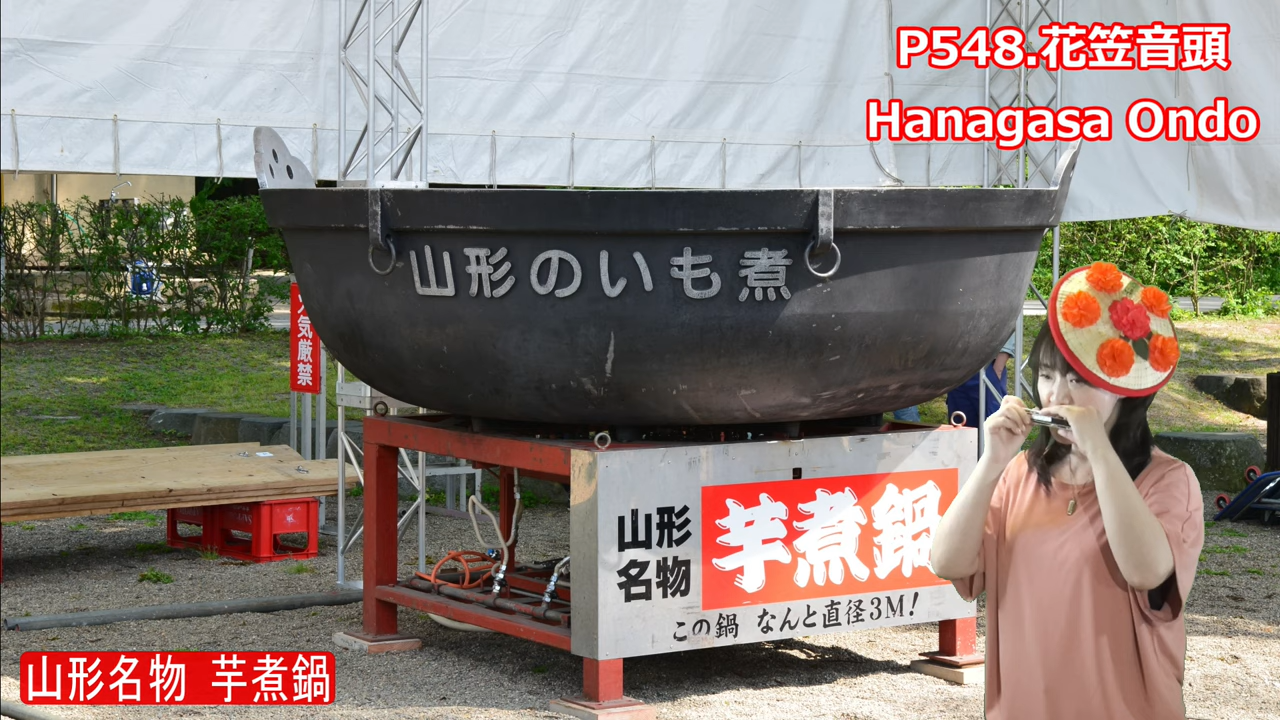 P548.花笠音頭
Hanagasa Ondo
山形のいも煮
気厳禁
山形
名物
芋煮鍋
この鍋 なんと直径3M!
山形名物 芋煮鍋